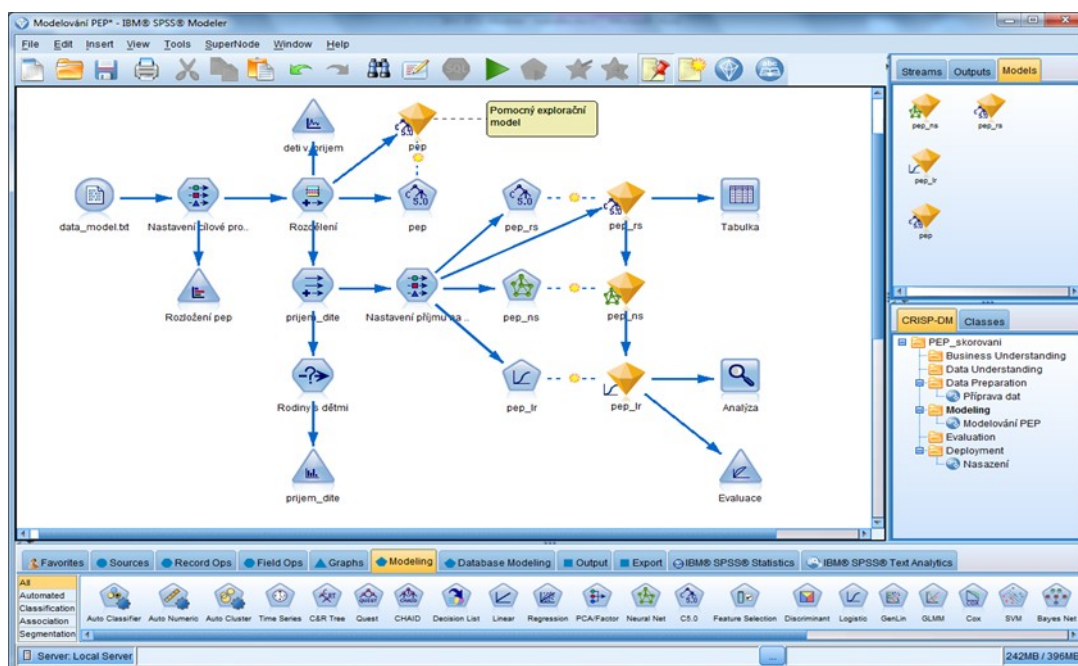 Modelování PEP* - IBM® SPSS® Modeler
File Edit Insert View Tools SuperNode Window Help
SQL
Streams Outputs Models
Pomocný explorační
model
deti v prijem
pep
data_model.txt
Nastavení cílové pro..
Rozdělení
pep
pep_rs
pep_rs
Tabulka
Rozložení pep
prijem_dite
Nastavení příjmu na ..
pep_ns
pep_ns
Rodiny s dětmi
pep_lr
pep_lr
Analýza
prijem_dite
Evaluace
pep_ns
pep_rs
pep_lr
pep
CRISP-DM Classes
PEP_skorovani
Business Understanding
Data Understanding
Data Preparation
Příprava dat
Modeling
Modelování PEP
Evaluation
Deployment
Nasazení
Favorites Sources Record Ops Field Ops Graphs Modeling Database Modeling Output Export IBM® SPSS® Statistics IBM® SPSS® Text Analytics
All
Automated
Classification
Association
Segmentation
Auto Classifier Auto Numeric Auto Cluster Time Series C&R Tree Quest CHAID Decision List Linear Regression PCA/Factor Neural Net C5.0 Feature Selection Discriminant Logistic GenLin GLMM Cox SVM Bayes Net
Server: Local Server
...
242MB / 396MB